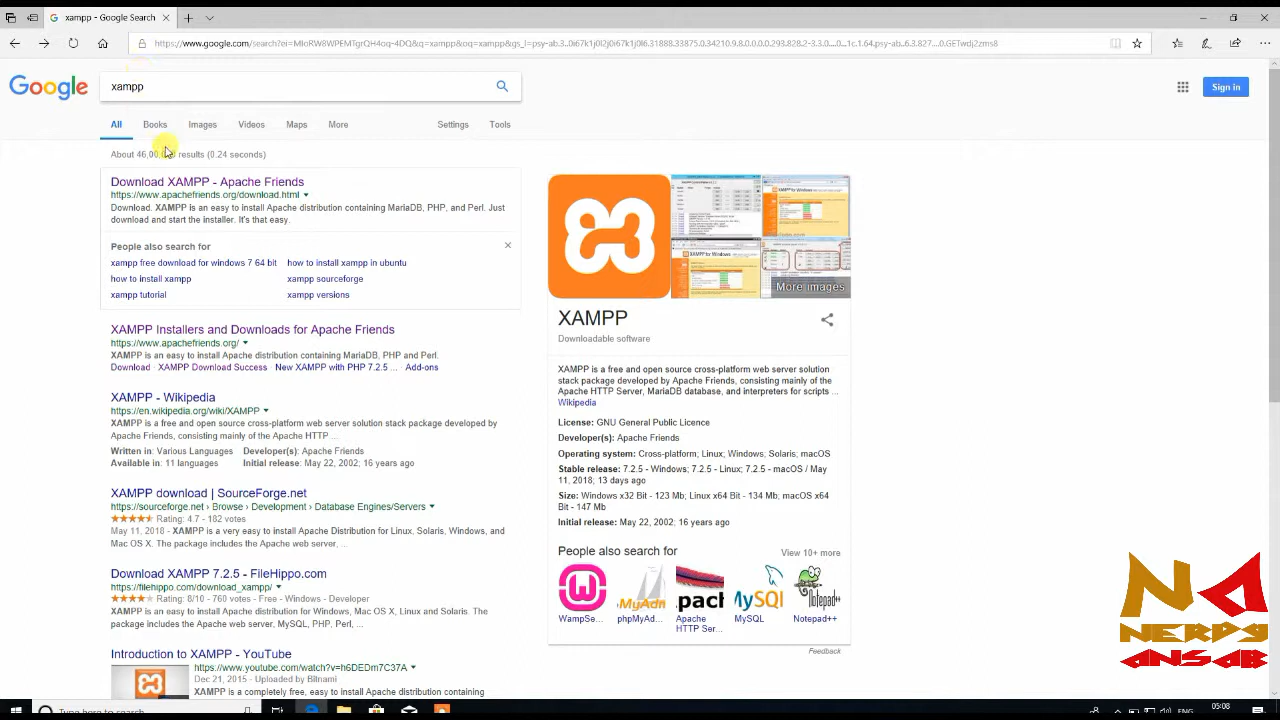 xampp - Google Search
https://www.google.com/search?ei=MIoRW8WPEMTgrQH4oq-4DQ&q=xampp&oq=xampp&gs_l=psy-ab.3..0i67k1j0l2j0i67k1j0l6.31888.33875.0.34210.9.8.0.0.0.0.293.828.2-3.3.0....0...1c.1.64.psy-ab..6.3.827....0.GETwdj2zms8
Google
xampp
Sign in
All Books Images Videos Maps More Settings Tools
About results (0.24 seconds)
Download XAMPP - Apache Friends
https://www.apachefriends.org/download.html
Download. XAMPP is an easy to install Apache distribution containing MariaDB, PHP, and Perl. Just
download and start the installer. It's that easy.
People also search for
xampp free download for windows 7 64 bit how to install xampp in ubuntu
how to install xampp xampp sourceforge
xampp tutorial xampp versions
XAMPP Installers and Downloads for Apache Friends
https://www.apachefriends.org/
XAMPP is an easy to install Apache distribution containing MariaDB, PHP and Perl.
Download · XAMPP Download Success · New XAMPP with PHP 7.2.5 ... · Add-ons
XAMPP - Wikipedia
https://en.wikipedia.org/wiki/XAMPP
XAMPP is a free and open source cross-platform web server solution stack package developed by
Apache Friends, consisting mainly of the Apache HTTP ...
Written in: Various Languages Developer(s): Apache Friends
Available in: 11 languages Initial release: May 22, 2002; 16 years ago
XAMPP download | SourceForge.net
https://sourceforge.net › Browse › Development › Database Engines/Servers
Rating: 4.7 - 182 votes
May 11, 2018 - XAMPP is a very easy to install Apache Distribution for Linux, Solaris, Windows, and
Mac OS X. The package includes the Apache web server, ...
Download XAMPP 7.2.5 - FileHippo.com
https://filehippo.com/download_xampp/
Rating: 8/10 - 760 votes - Free - Windows - Developer
XAMPP is an easy to install Apache distribution for Windows, Mac OS X, Linux and Solaris. The
package includes the Apache web server, MySQL, PHP, Perl, ...
Introduction to XAMPP - YouTube
https://www.youtube.com/watch?v=h6DEDm7C37A
Dec 21, 2015 - Uploaded by Bitnami
XAMPP is a completely free, easy to install Apache distribution containing
More images
XAMPP
Downloadable software
XAMPP is a free and open source cross-platform web server solution
stack package developed by Apache Friends, consisting mainly of the
Apache HTTP Server, MariaDB database, and interpreters for scripts ...
Wikipedia
License: GNU General Public Licence
Developer(s): Apache Friends
Operating system: Cross-platform; Linux; Windows; Solaris; macOS
Stable release: 7.2.5 - Windows; 7.2.5 - Linux; 7.2.5 - macOS / May
11, 2018; 13 days ago
Size: Windows x32 Bit - 123 Mb; Linux x64 Bit - 134 Mb; macOS x64
Bit - 147 Mb
Initial release: May 22, 2002; 16 years ago
People also search for View 10+ more
WampSe... phpMyAd... Apache HTTP Ser... MySQL Notepad++
Feedback
NERDY
ANSAB
Type here to search
ENG 05:08